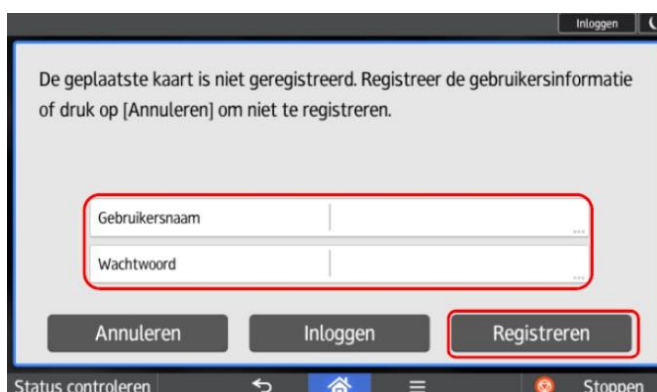 Inloggen
De geplaatste kaart is niet geregistreerd. Registreer de gebruikersinformatie
of druk op [Annuleren] om niet te registreren.
Gebruikersnaam
...
Wachtwoord
...
Annuleren Inloggen Registreren
Status controleren Stoppen